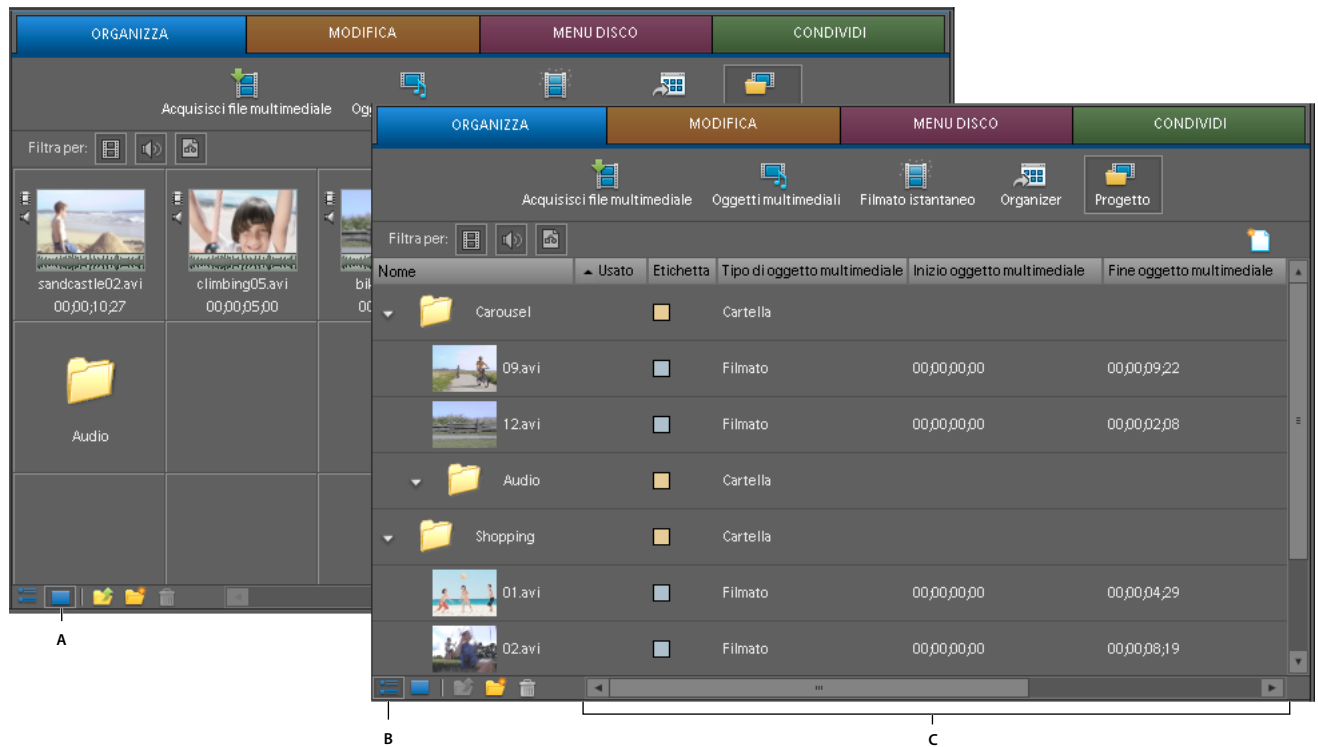 ORGANIZZA MODIFICA MENU DISCO CONDIVIDI
Acquisisci file multimediale
Filtra per:
sandcastle02.avi climbing05.avi
00;00;10;27 00;00;05;00
Audio
A
ORGANIZZA MODIFICA MENU DISCO CONDIVIDI
Acquisisci file multimediale Oggetti multimediali Filmato istantaneo Organizer Progetto
Filtra per:
Nome Usato Etichetta Tipo di oggetto multimediale Inizio oggetto multimediale Fine oggetto multimediale
Carousel Cartella
09.avi Filmato 00;00;00;00 00;00;09;22
12.avi Filmato 00;00;00;00 00;00;02;08
Audio Cartella
Shopping Cartella
01.avi Filmato 00;00;00;00 00;00;04;29
02.avi Filmato 00;00;00;00 00;00;08;19
B C